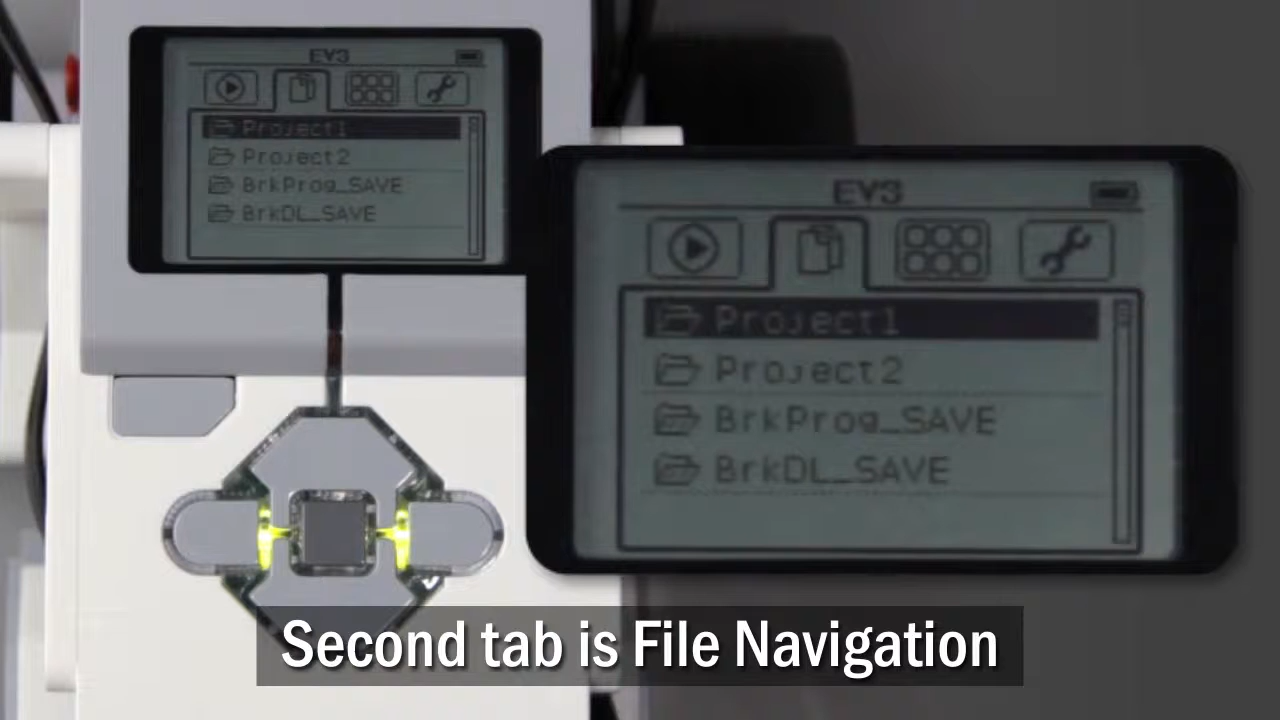 EV3
Project1
Project2
BrkProg_SAVE
BrkDL_SAVE
EV3
Project1
Project2
BrkProg_SAVE
BrkDL_SAVE
Second tab is File Navigation